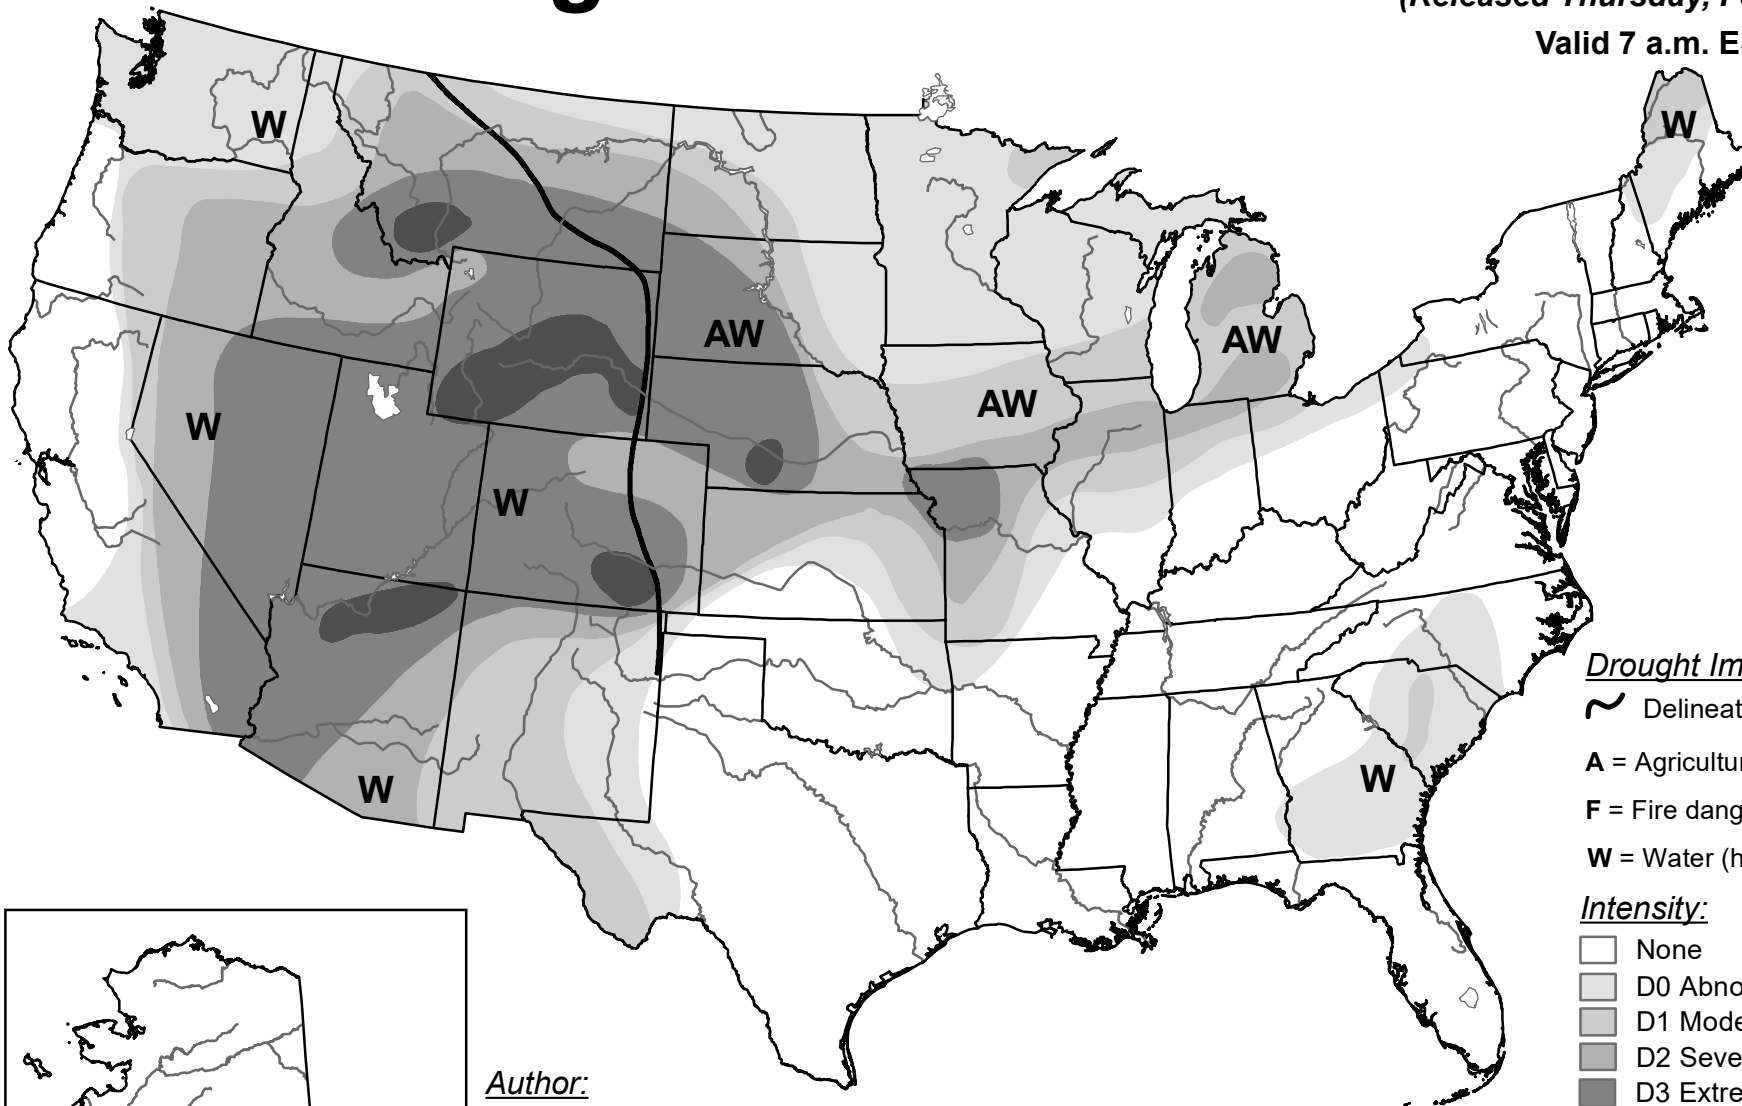 (Released Thursday,
Valid 7 a.m.
W
W
AW
AW
AW
W
W
W
W
Drought
Delineat
A = Agricultur
F = Fire dang
W = Water (h
Intensity:
None
D0 Abno
D1 Mode
D2 Seve
D3 Extre
Author: